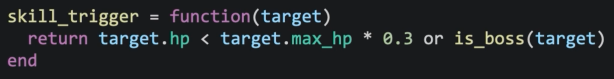 skill_trigger = function(target)
  return target.hp < target.max_hp * 0.3 or is_boss(target)
end